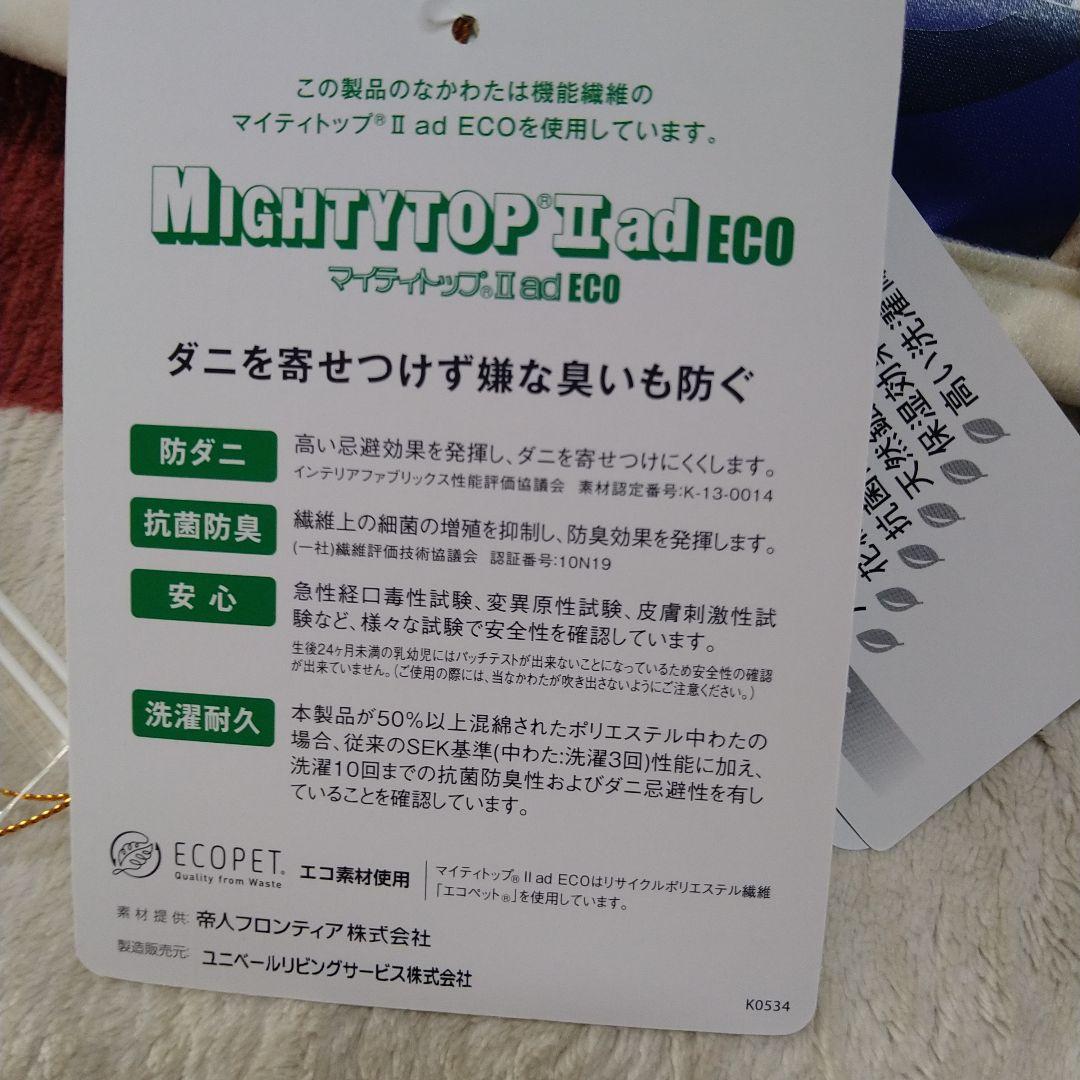 この製品のなかわたは機能繊維の
マイティトップ®Ⅱ ad ECOを使用しています。
MIGHTYTOP®Ⅱ ad ECO
マイティトップ®Ⅱ ad ECO
ダニを寄せつけず嫌な臭いも防ぐ
防ダニ
高い忌避効果を発揮し、ダニを寄せつけにくくします。
インテリアファブリックス性能評価協議会 素材認定番号:K-13-0014
抗菌防臭
繊維上の細菌の増殖を抑制し、防臭効果を発揮します。
(一社)繊維評価技術協議会 認証番号:10N19
安心
急性経口毒性試験、変異原性試験、皮膚刺激性試
験など、様々な試験で安全性を確認しています。
生後24ヶ月未満の乳幼児にはパッチテストが出来ないことになっているため安全性の確認
が出来ていません。(ご使用の際には、当なかわたが吹き出さないようにご注意ください。)
洗濯耐久
本製品が50%以上混綿されたポリエステル中わたの
場合、従来のSEK基準(中わた:洗濯3回)性能に加え、
洗濯10回までの抗菌防臭性およびダニ忌避性を有し
ていることを確認しています。
ECOPET®
Quality from Waste
エコ素材使用
マイティトップ®Ⅱ ad ECOはリサイクルポリエステル繊維
「エコペット®」を使用しています。
素材提供: 帝人フロンティア株式会社
製造販売元: ユニベールリビングサービス株式会社
K0534
高い洗濯
保温効
天然
抗菌
花